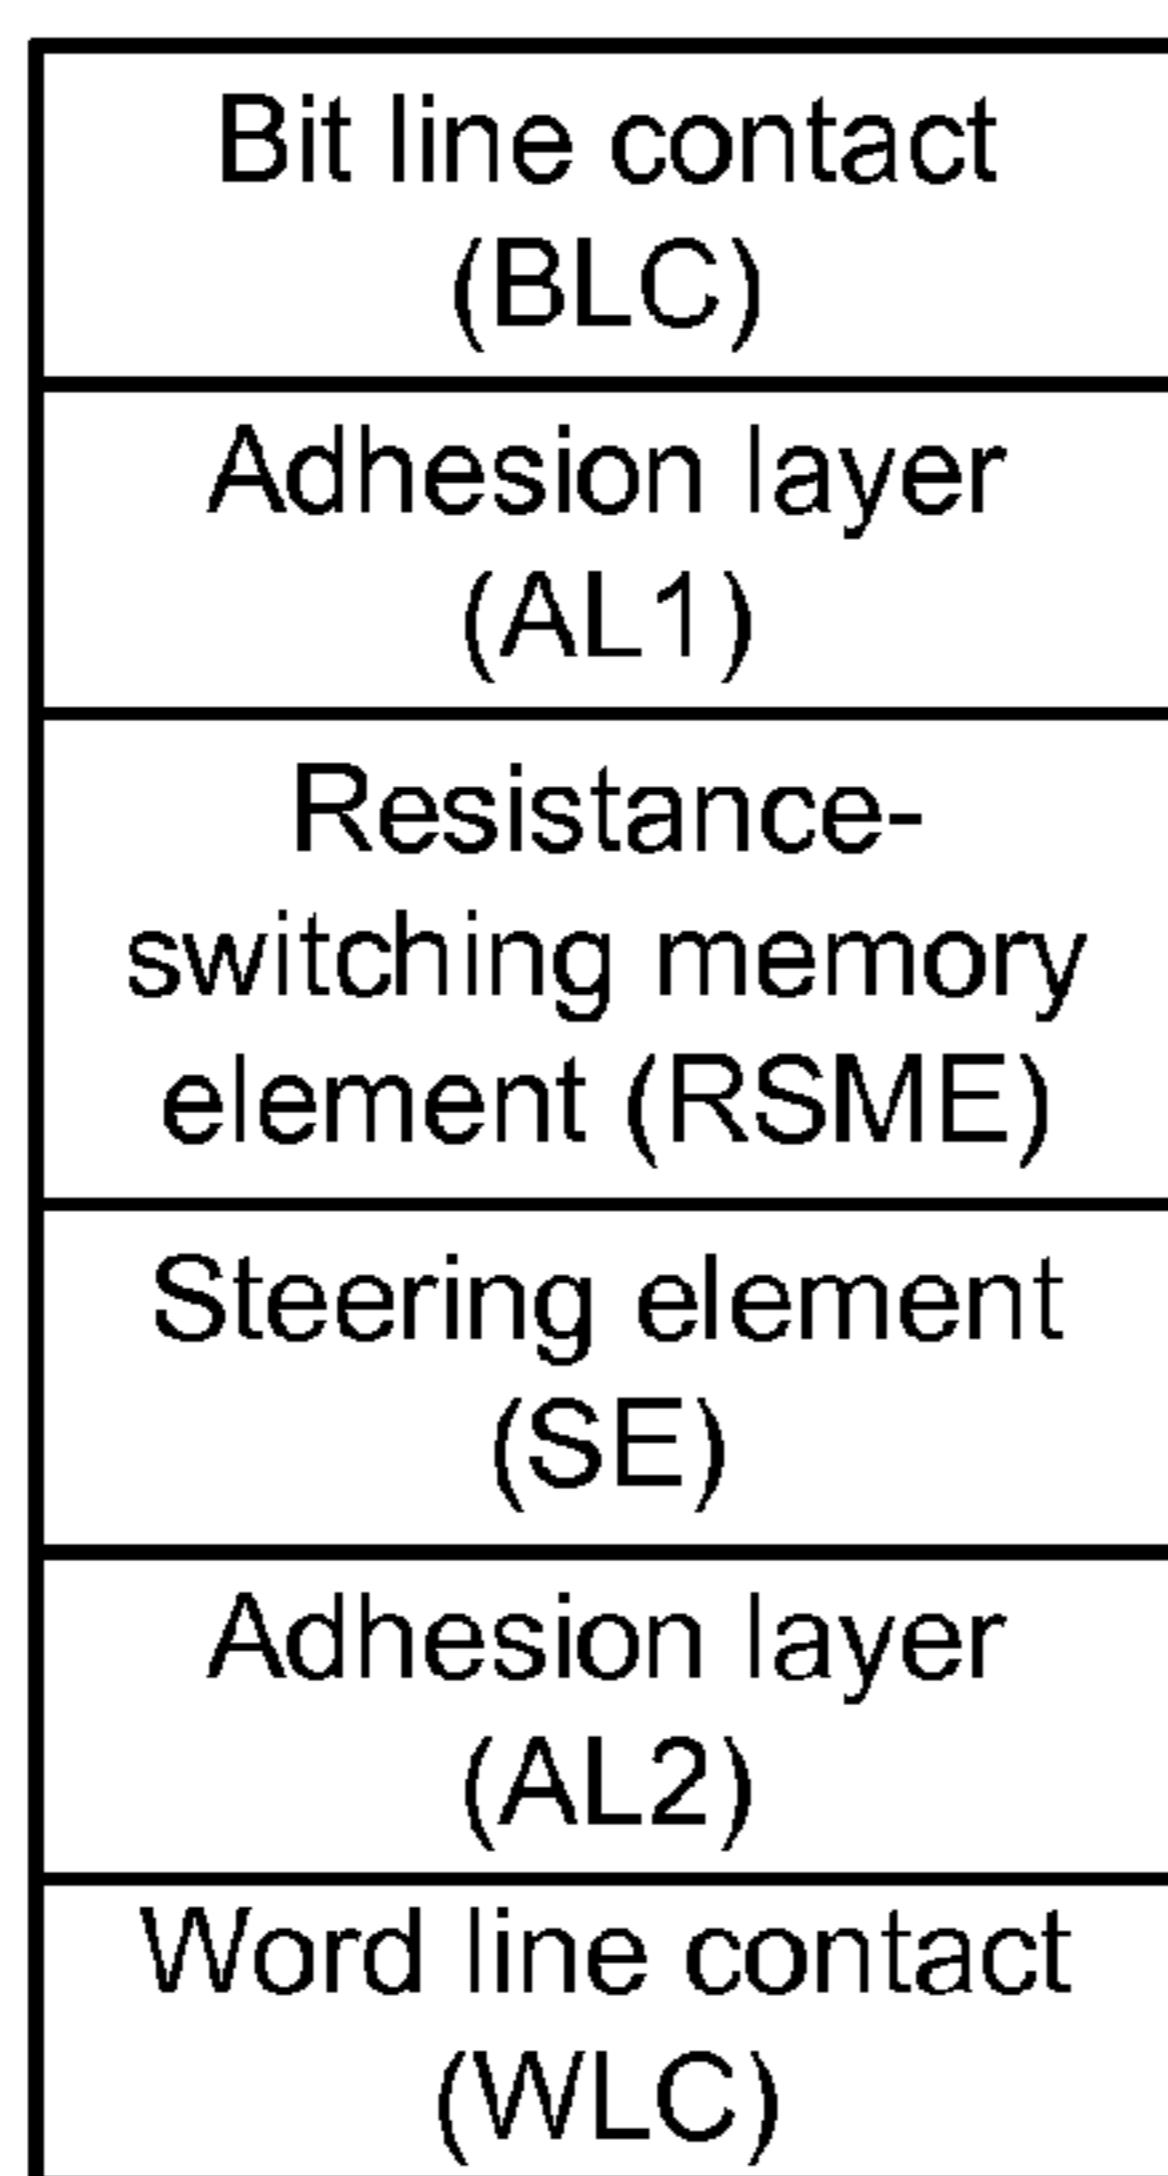 Bit line contact
(BLC)
Adhesion layer
(AL1)
Resistance-
switching memory
element (RSME)
Steering element
(SE)
Adhesion layer
(AL2)
Word line contact
(WLC)